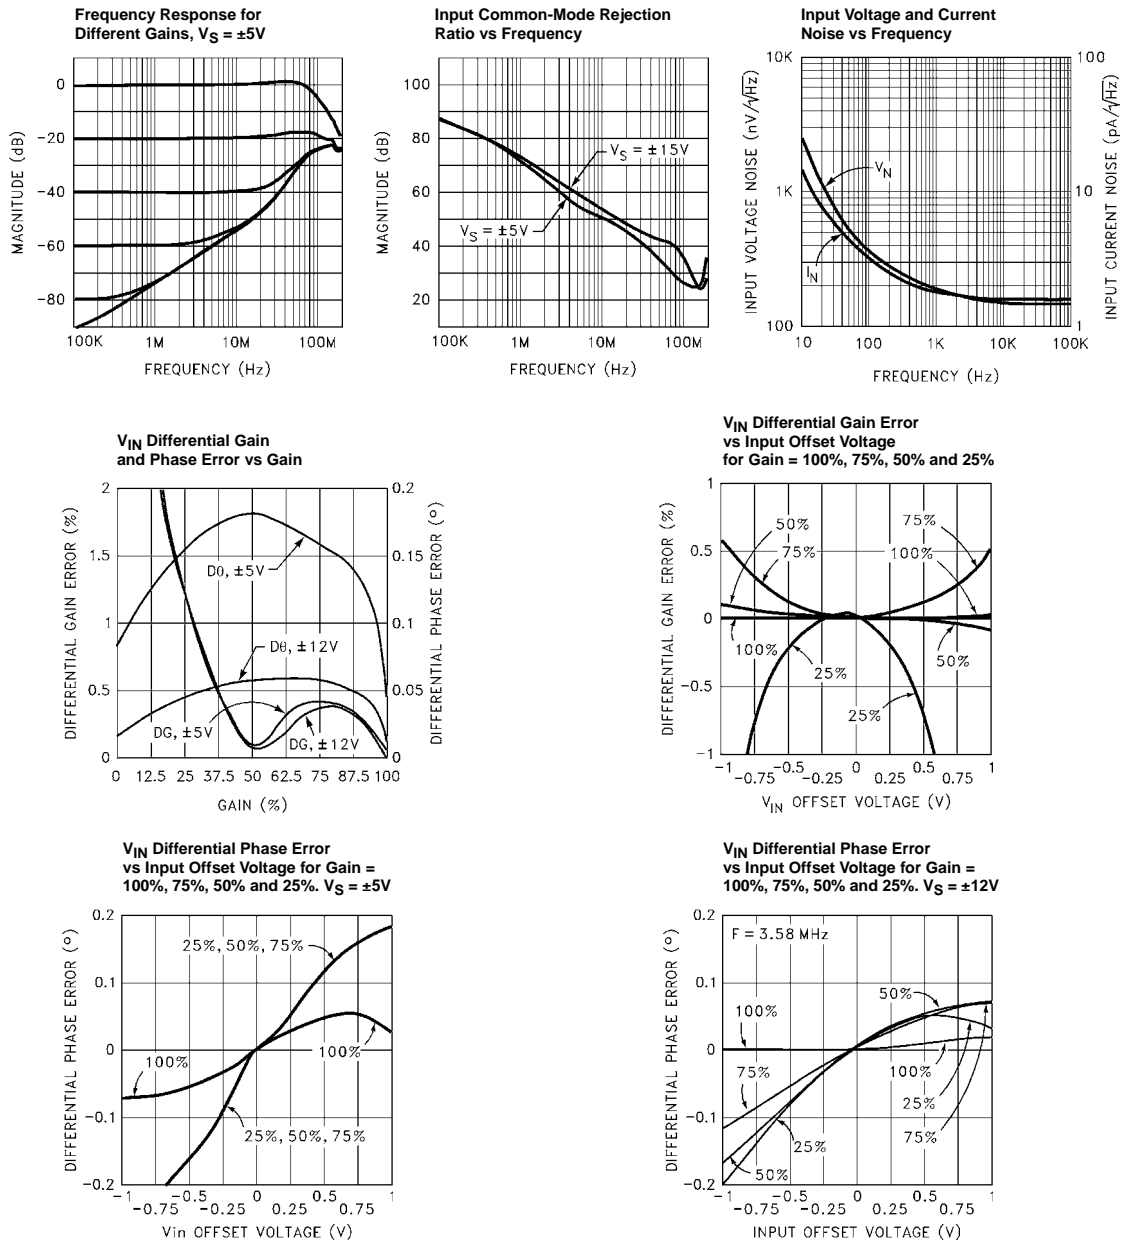 Frequency Response for
Different Gains, VS = ±5V
0
−20
−40
−60
−80
MAGNITUDE (dB)
100K 1M 10M 100M
FREQUENCY (Hz)
Input Common-Mode Rejection
Ratio vs Frequency
100
80
60
40
20
MAGNITUDE (dB)
VS = ±15V
VS = ±5V
100K 1M 10M 100M
FREQUENCY (Hz)
Input Voltage and Current
Noise vs Frequency
10K
1K
100
INPUT VOLTAGE NOISE (nV/√Hz)
VN
IN
100
10
1
INPUT CURRENT NOISE (pA/√Hz)
10 100 1K 10K 100K
FREQUENCY (Hz)
VIN Differential Gain
and Phase Error vs Gain
2
1.5
1
0.5
0
DIFFERENTIAL GAIN ERROR (%)
Dθ, ±5V
Dθ, ±12V
DG, ±5V
DG, ±12V
0.2
0.15
0.1
0.05
0
DIFFERENTIAL PHASE ERROR (°)
0 12.5 25 37.5 50 62.5 75 87.5 100
GAIN (%)
VIN Differential Gain Error
vs Input Offset Voltage
for Gain = 100%, 75%, 50% and 25%
1
0.5
0
−0.5
−1
DIFFERENTIAL GAIN ERROR (%)
50%
75%
75%
100%
100%
50%
25%
25%
−1 −0.75 −0.5 −0.25 0 0.25 0.5 0.75 1
VIN OFFSET VOLTAGE (V)
VIN Differential Phase Error
vs Input Offset Voltage for Gain =
100%, 75%, 50% and 25%. VS = ±5V
0.2
0.1
0
−0.1
−0.2
DIFFERENTIAL PHASE ERROR (°)
25%, 50%, 75%
100%
100%
25%, 50%, 75%
−1 −0.75 −0.5 −0.25 0 0.25 0.5 0.75 1
Vin OFFSET VOLTAGE (V)
VIN Differential Phase Error
vs Input Offset Voltage for Gain =
100%, 75%, 50% and 25%. VS = ±12V
0.2
0.1
0
−0.1
−0.2
DIFFERENTIAL PHASE ERROR (°)
F = 3.58 MHz
50%
100%
75%
100%
25%
75%
25%
50%
−1 −0.75 −0.5 −0.25 0 0.25 0.5 0.75 1
INPUT OFFSET VOLTAGE (V)